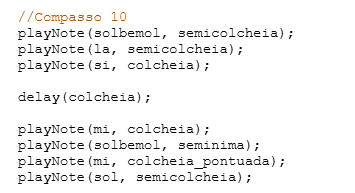 //Compasso 10
playNote(solbemol, semicolcheia);
playNote(la, semicolcheia);
playNote(si, colcheia);
delay(colcheia);
playNote(mi, colcheia);
playNote(solbemol, seminima);
playNote(mi, colcheia_pontuada);
playNote(sol, semicolcheia);